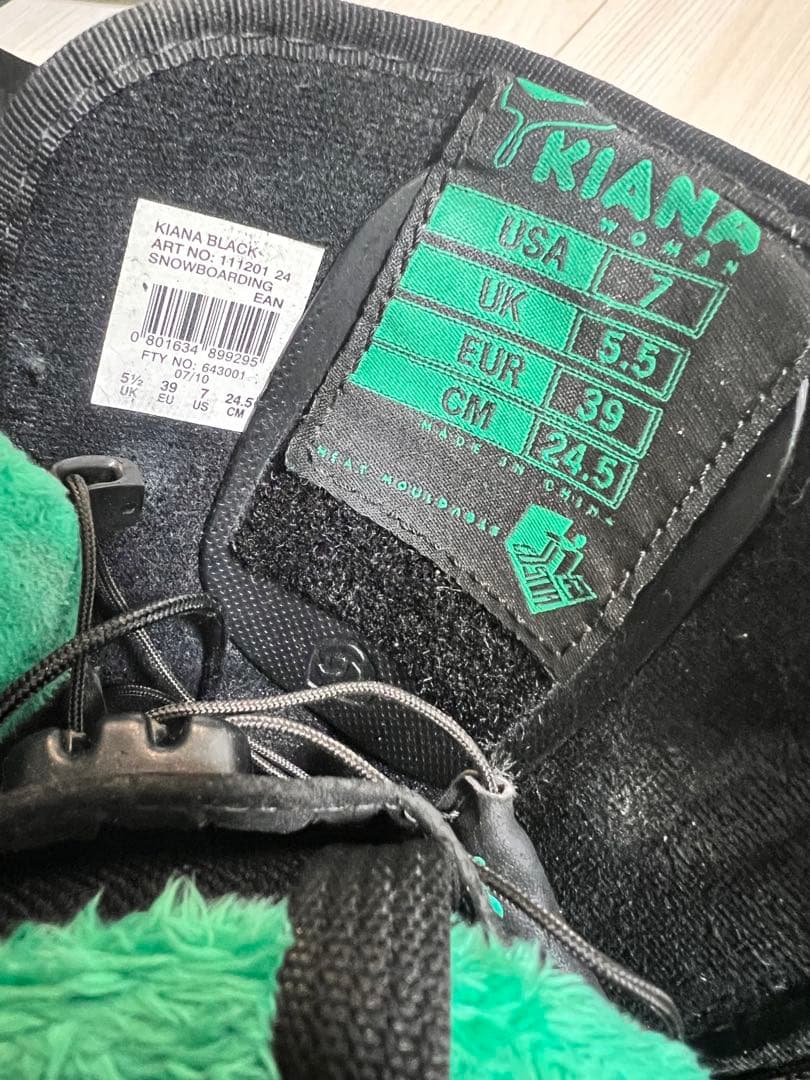 KIANA BLACK
ART NO: 111201 24
SNOWBOARDING
EAN
0 801634 899295
FTY NO: 643001
07/10
5½ 39 7 24.5
UK EU US CM
KIANA
WOMAN
USA 7
UK 5.5
EUR 39
CM 24.5
MADE IN CHINA
HEAT MOULDABLE